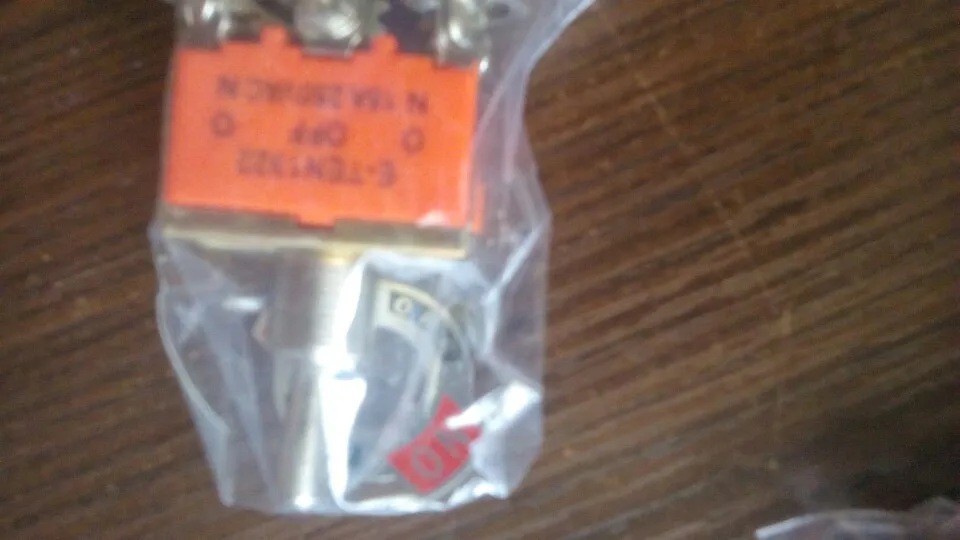 E-TEN1322
O OFF O
N 15A 250VAC N
ON